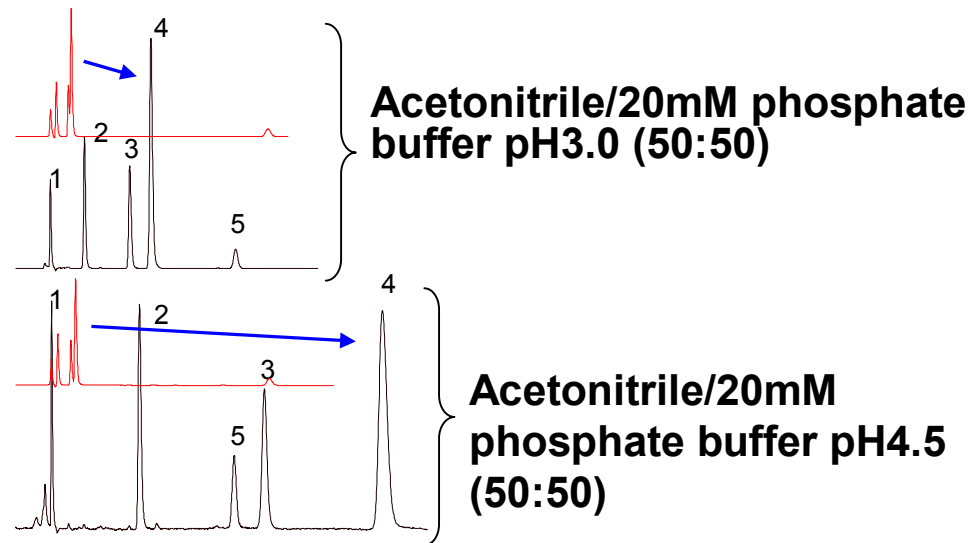 4
Acetonitrile/20mM phosphate
buffer pH3.0 (50:50)
2
3
1
5
4
1
2
3
5
Acetonitrile/20mM
phosphate buffer pH4.5
(50:50)